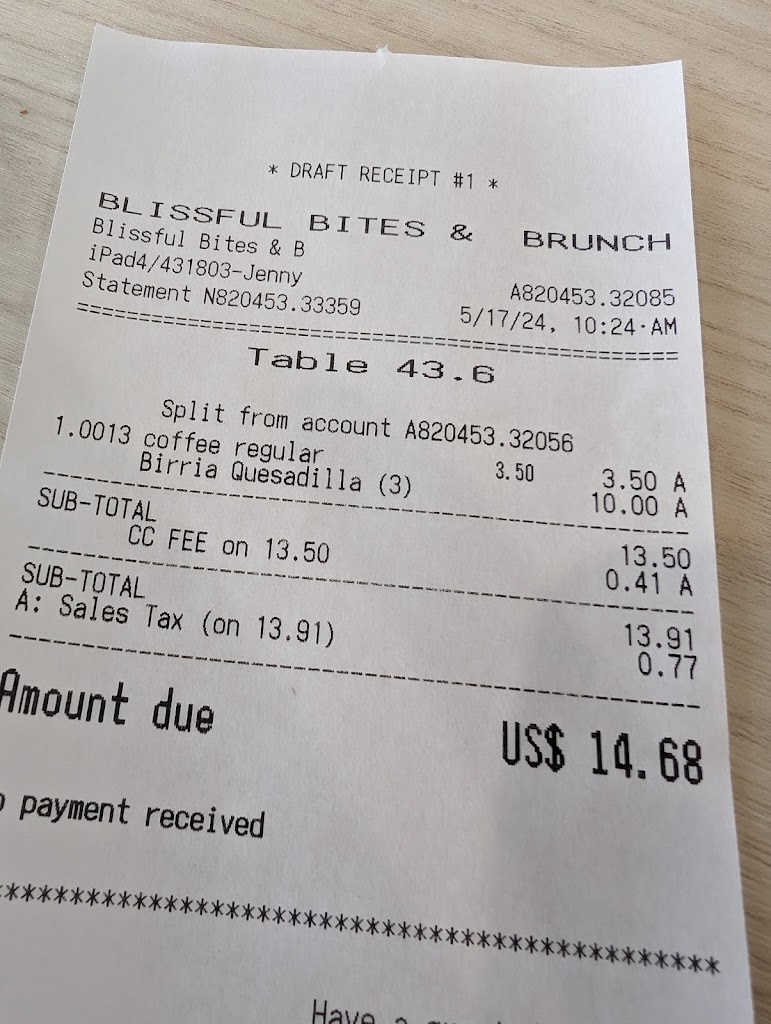 * DRAFT RECEIPT #1 *
BLISSFUL BITES & BRUNCH
Blissful Bites & B
iPad4/431803-Jenny A820453.32085
Statement N820453.33359 5/17/24, 10:24 AM
================================================
Table 43.6
Split from account A820453.32056
1.0013 coffee regular 3.50 3.50 A
Birria Quesadilla (3) 10.00 A
------------------------------------------------
SUB-TOTAL 13.50
CC FEE on 13.50 0.41 A
------------------------------------------------
SUB-TOTAL 13.91
A: Sales Tax (on 13.91) 0.77
------------------------------------------------
Amount due US$ 14.68
payment received
************************************************
Have a